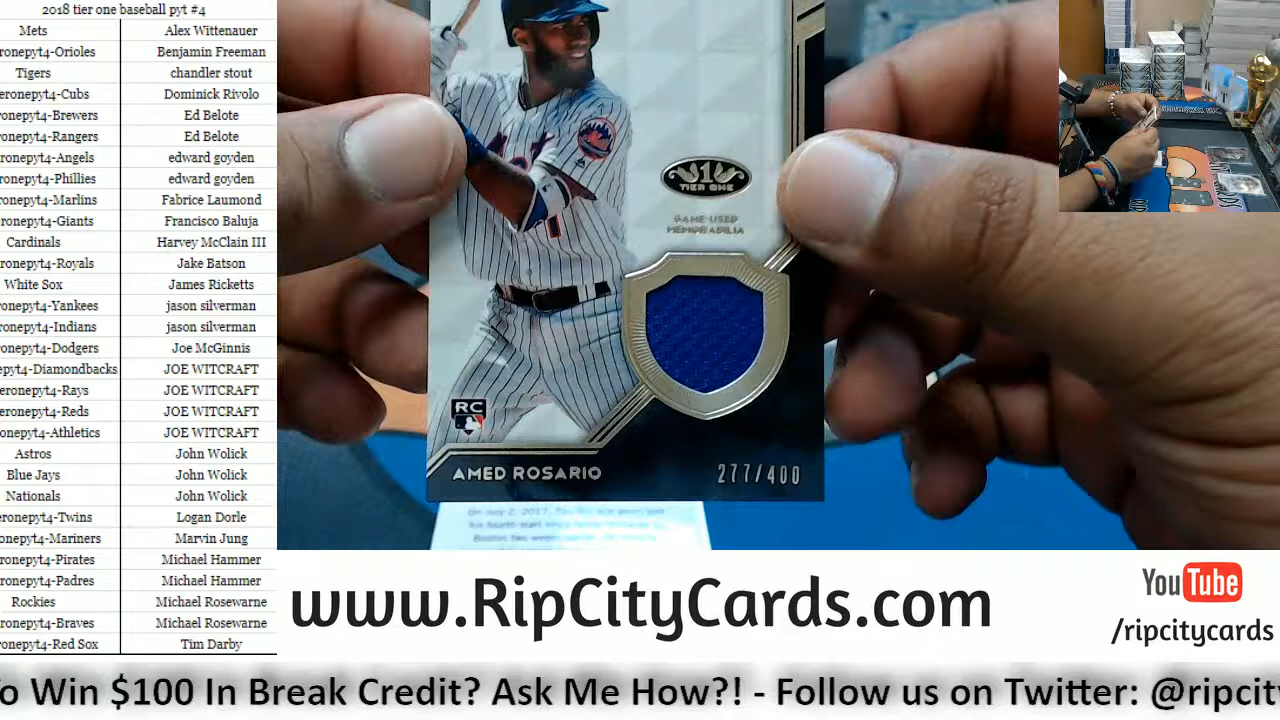 2018 tier one baseball pyt #4
Mets Alex Wittenauer
ronepyt4-Orioles Benjamin Freeman
Tigers chandler stout
eronepyt4-Cubs Dominick Rivolo
ronepyt4-Brewers Ed Belote
ronepyt4-Rangers Ed Belote
eronepyt4-Angels edward goyden
ronepyt4-Phillies edward goyden
ronepyt4-Marlins Fabrice Laumond
ronepyt4-Giants Francisco Baluja
Cardinals Harvey McClain III
ronepyt4-Royals Jake Batson
White Sox James Ricketts
ronepyt4-Yankees jason silverman
ronepyt4-Indians jason silverman
ronepyt4-Dodgers Joe McGinnis
epyt4-Diamondbacks JOE WITCRAFT
eronepyt4-Rays JOE WITCRAFT
eronepyt4-Reds JOE WITCRAFT
onepyt4-Athletics JOE WITCRAFT
Astros John Wolick
Blue Jays John Wolick
Nationals John Wolick
eronepyt4-Twins Logan Dorle
onepyt4-Mariners Marvin Jung
ronepyt4-Pirates Michael Hammer
ronepyt4-Padres Michael Hammer
Rockies Michael Rosewarne
ronepyt4-Braves Michael Rosewarne
ronepyt4-Red Sox Tim Darby
Mets
1
1
TIER ONE
GAME-USED
MEMORABILIA
RC
AMED ROSARIO 277/400
www.RipCityCards.com
YouTube
/ripcitycards
o Win $100 In Break Credit? Ask Me How?! - Follow us on Twitter: @ripcit